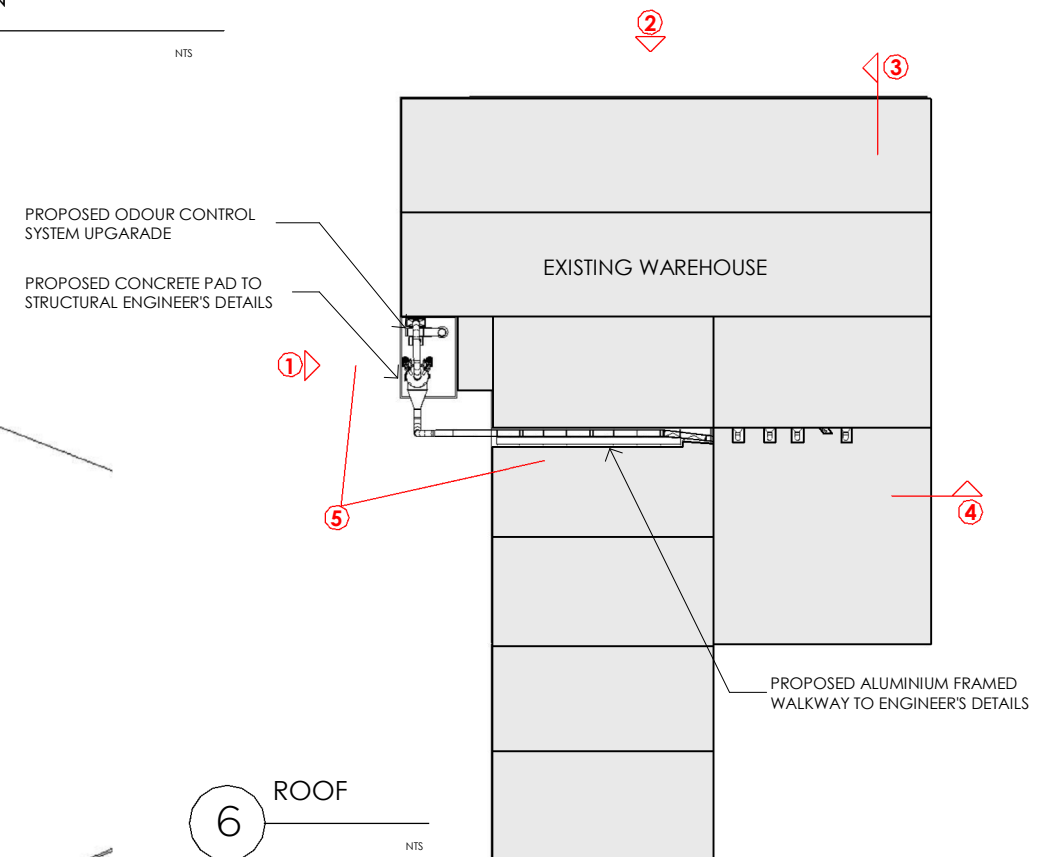 NTS
2
3
PROPOSED ODOUR CONTROL
SYSTEM UPGARADE
EXISTING WAREHOUSE
PROPOSED CONCRETE PAD TO
STRUCTURAL ENGINEER'S DETAILS
1
5
4
PROPOSED ALUMINIUM FRAMED
WALKWAY TO ENGINEER'S DETAILS
6
ROOF
NTS